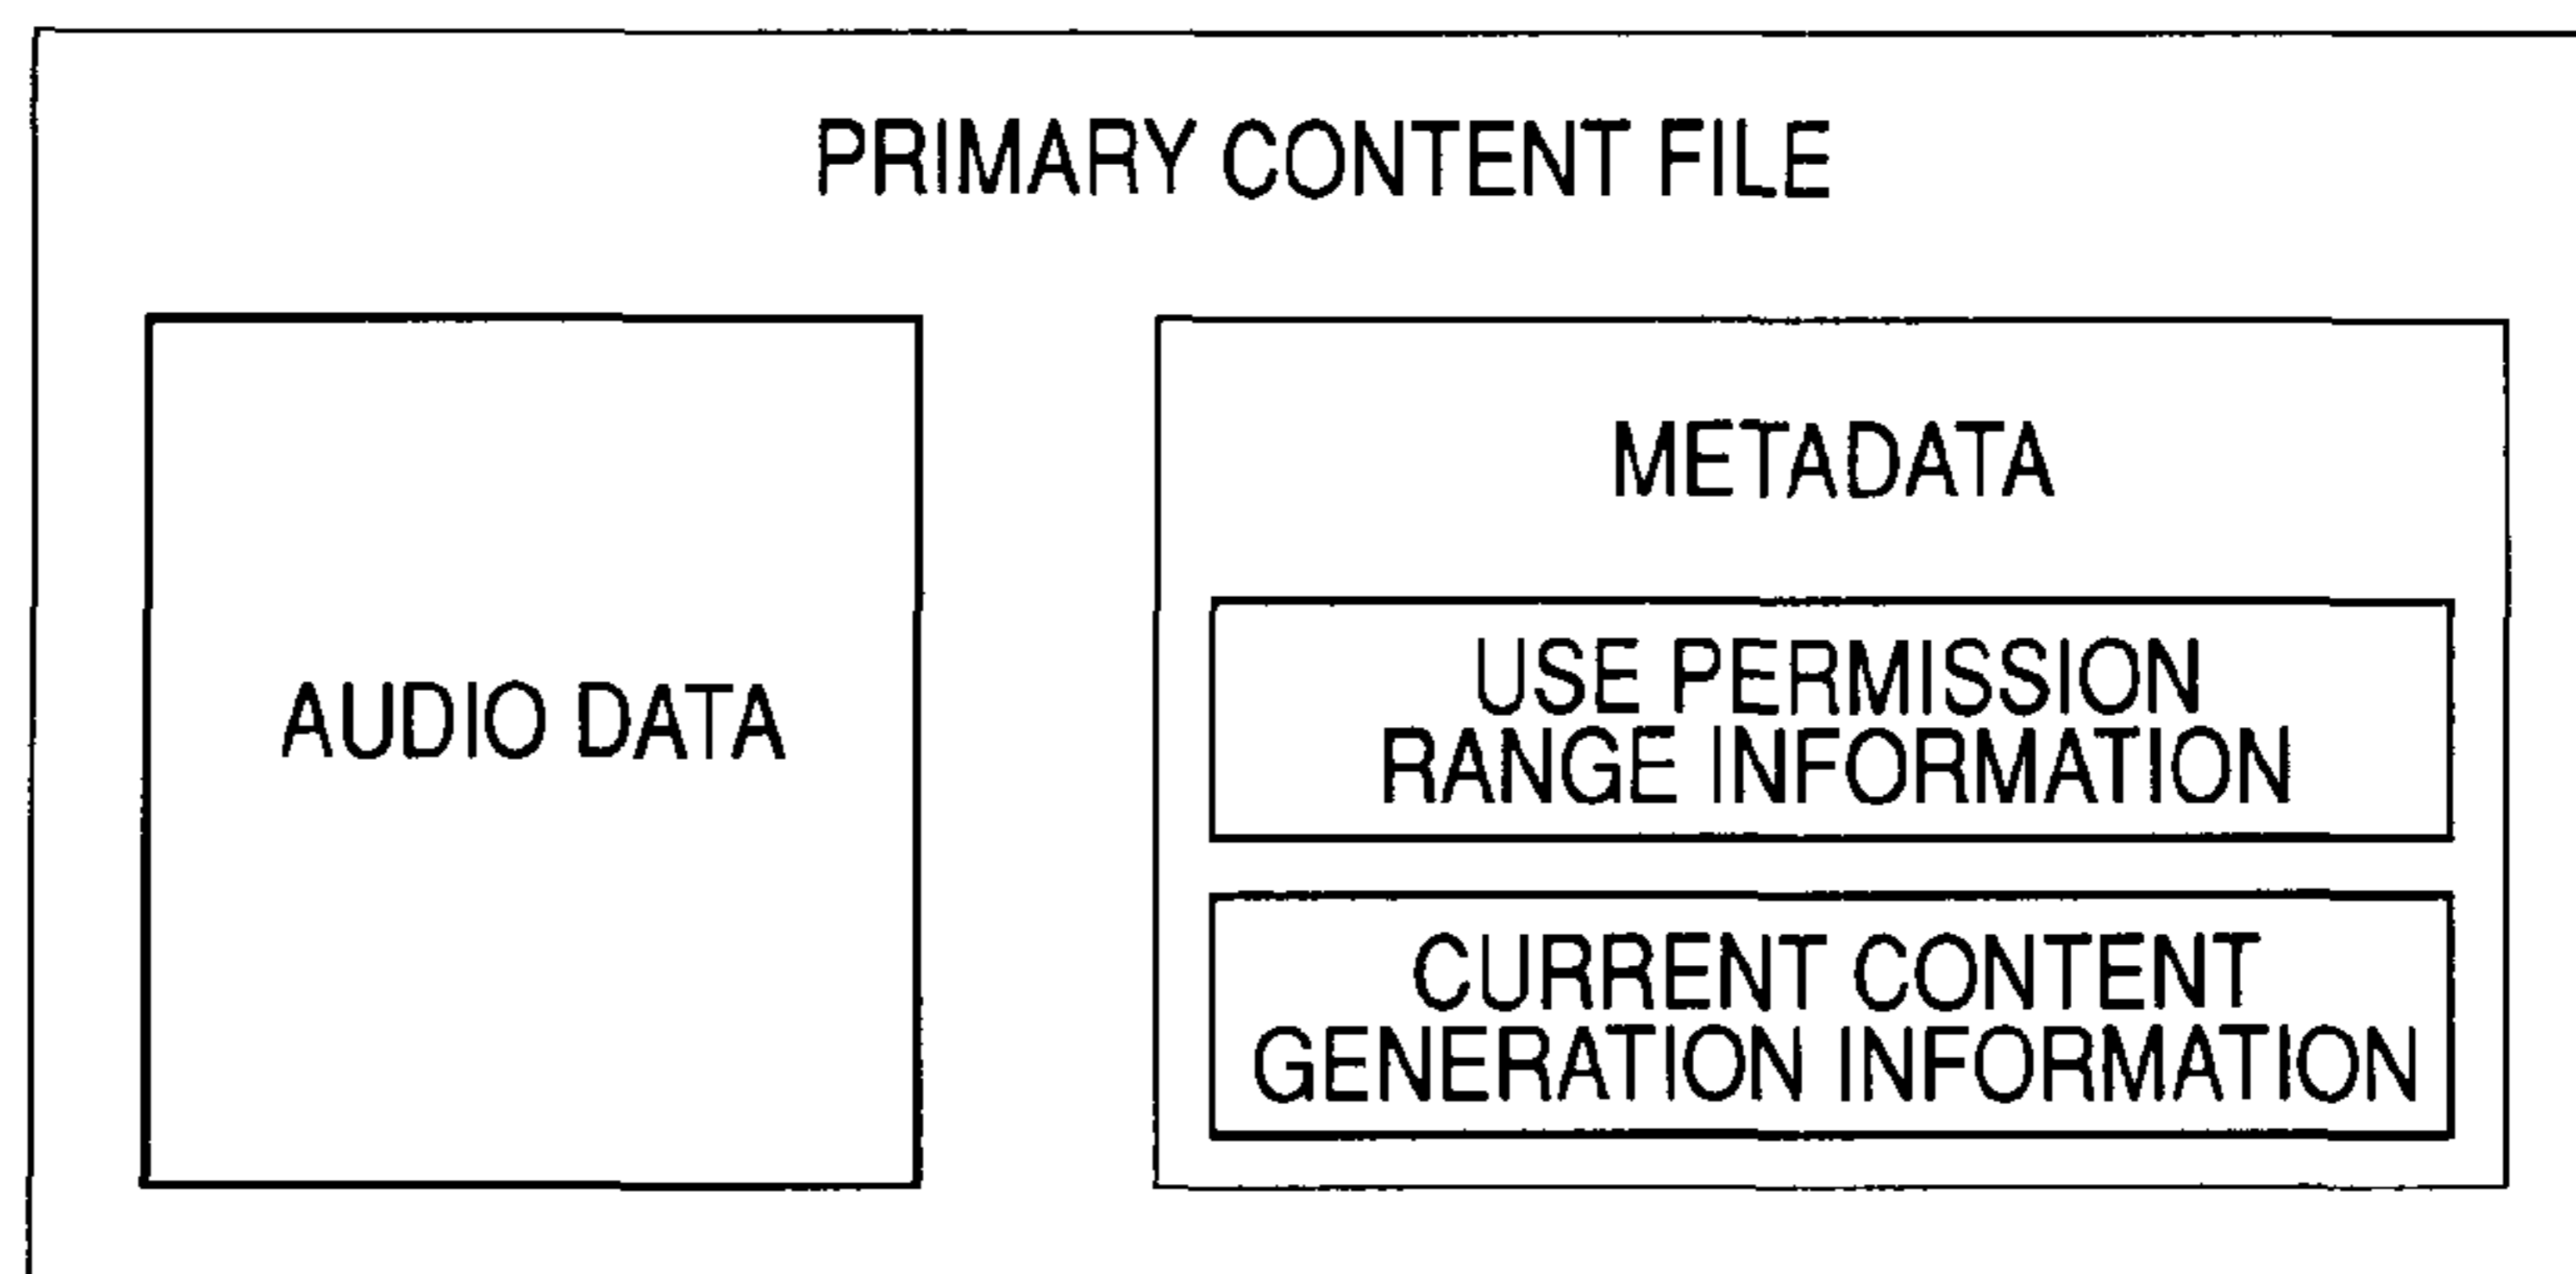 PRIMARY CONTENT FILE
AUDIO DATA
METADATA
USE PERMISSION
RANGE INFORMATION
CURRENT CONTENT
GENERATION INFORMATION